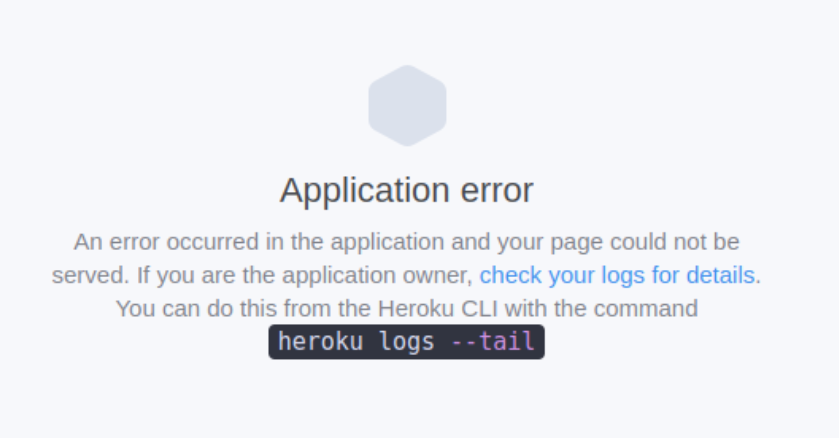 Application error
An error occurred in the application and your page could not be
served. If you are the application owner, check your logs for details.
You can do this from the Heroku CLI with the command
heroku logs --tail